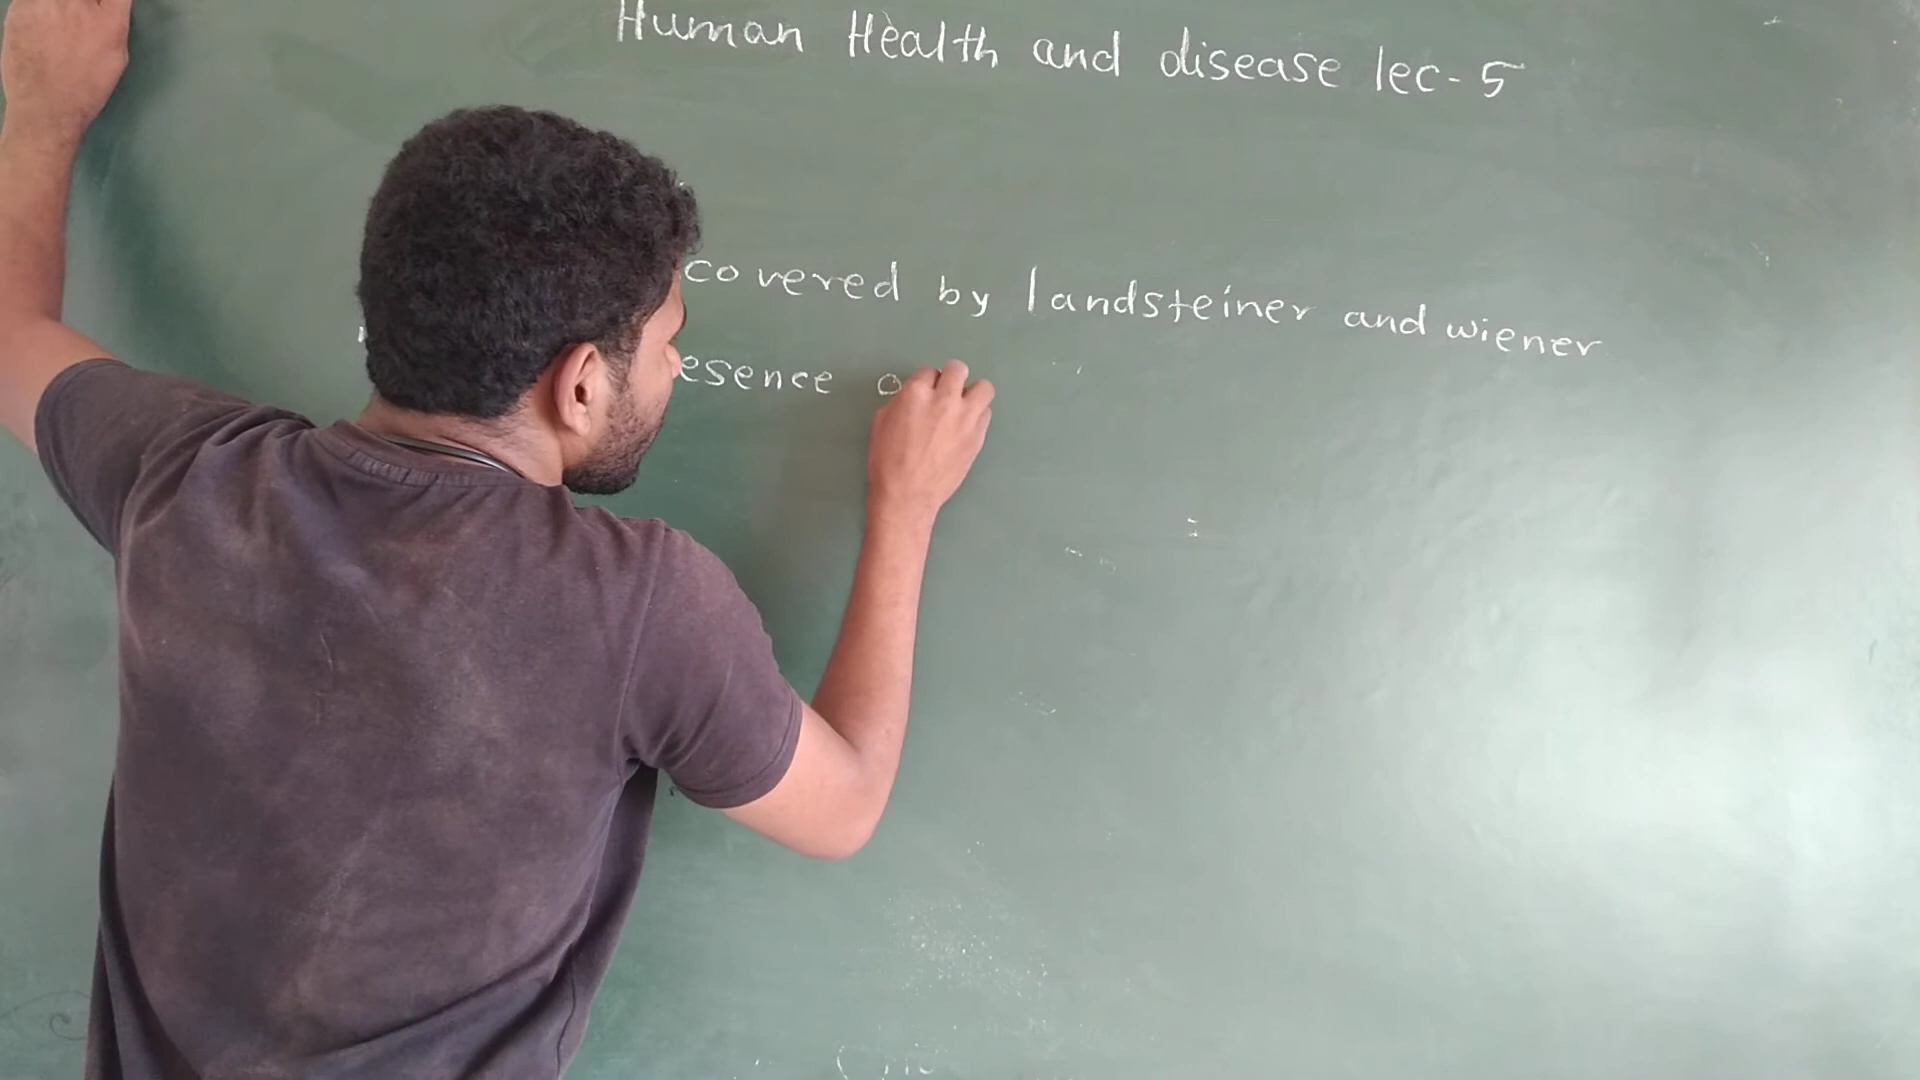 Human Health and disease lec-5
covered by landsteiner and wiener
esence